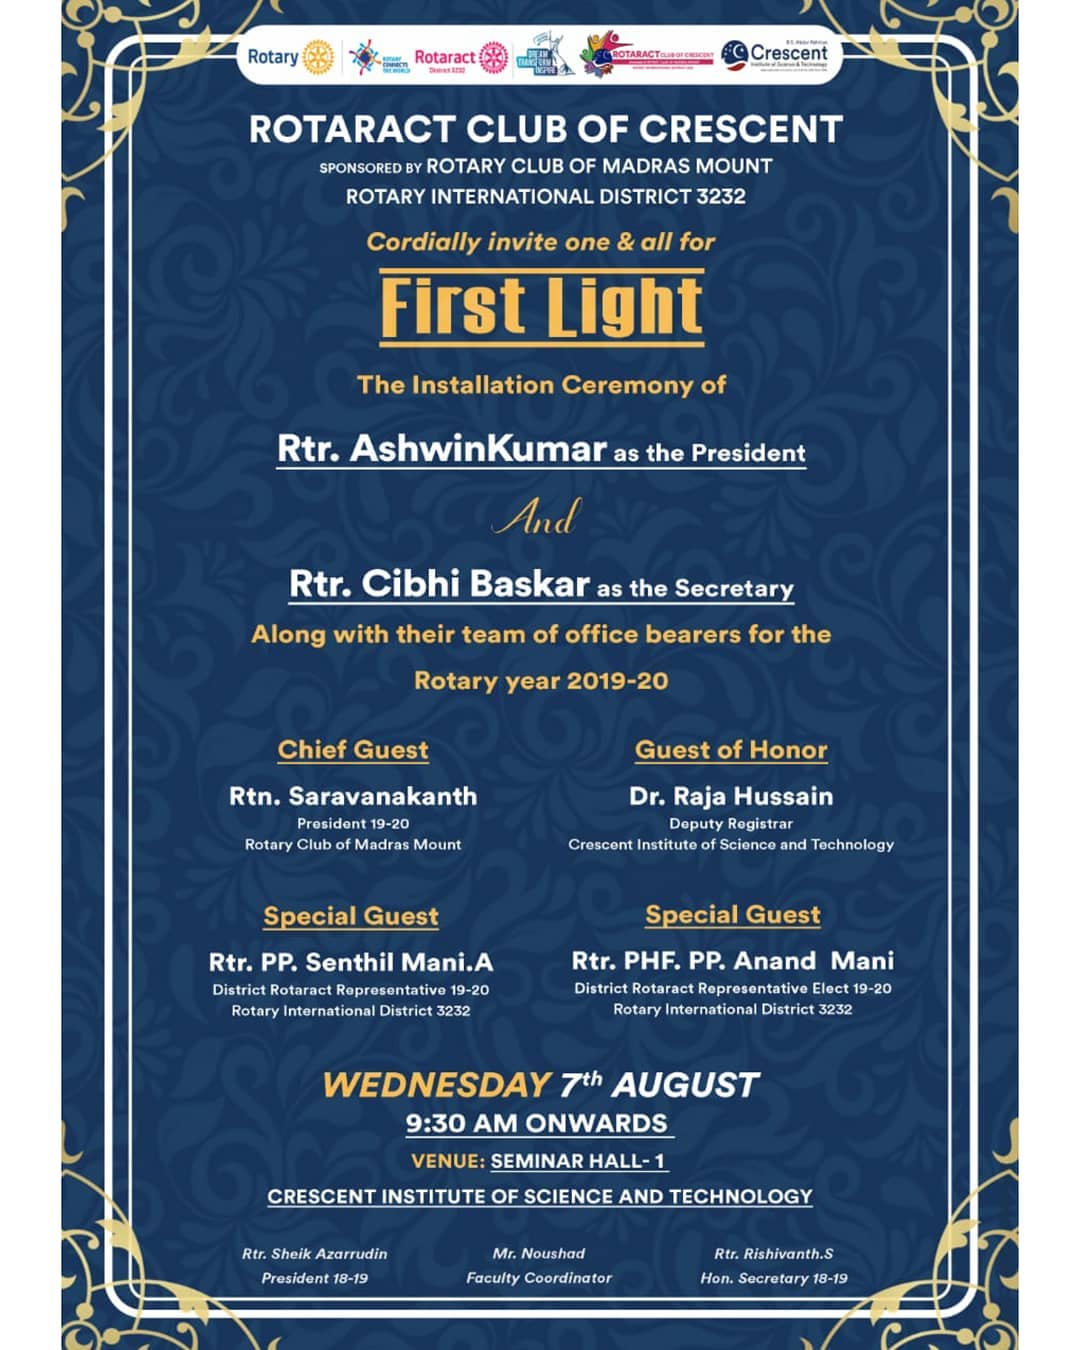 Rotary
ROTARY
CONNECTS
THE WORLD
Rotaract
District 3232
DREAM
TRANSFORM
INSPIRE
ROTARACT CLUB OF CRESCENT
B.S. Abdur Rahman
Crescent
Institute of Science & Technology
ROTARACT CLUB OF CRESCENT
SPONSORED BY ROTARY CLUB OF MADRAS MOUNT
ROTARY INTERNATIONAL DISTRICT 3232
Cordially invite one & all for
First Light
The Installation Ceremony of
Rtr. AshwinKumar as the President
And
Rtr. Cibhi Baskar as the Secretary
Along with their team of office bearers for the
Rotary year 2019-20
Chief Guest
Rtn. Saravanakanth
President 19-20
Rotary Club of Madras Mount
Guest of Honor
Dr. Raja Hussain
Deputy Registrar
Crescent Institute of Science and Technology
Special Guest
Rtr. PP. Senthil Mani.A
District Rotaract Representative 19-20
Rotary International District 3232
Special Guest
Rtr. PHF. PP. Anand Mani
District Rotaract Representative Elect 19-20
Rotary International District 3232
WEDNESDAY 7th AUGUST
9:30 AM ONWARDS
VENUE: SEMINAR HALL- 1
CRESCENT INSTITUTE OF SCIENCE AND TECHNOLOGY
Rtr. Sheik Azarrudin
President 18-19
Mr. Noushad
Faculty Coordinator
Rtr. Rishivanth.S
Hon. Secretary 18-19